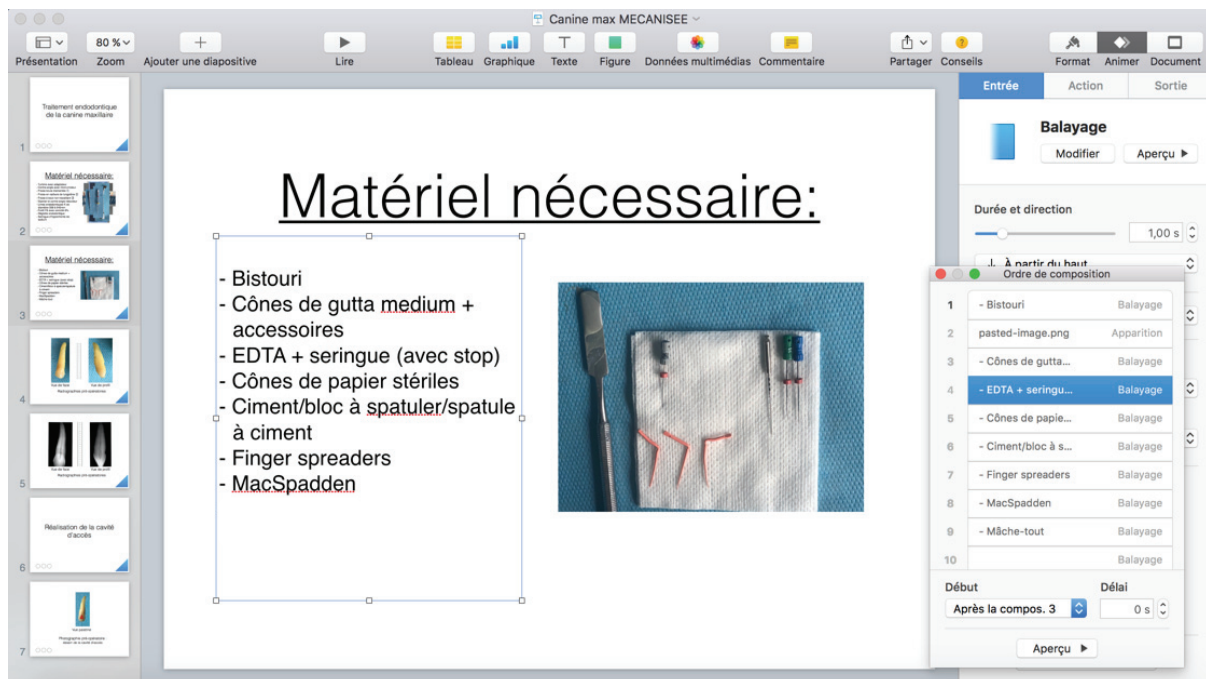 Canine max MECANISEE
80 %
Présentation Zoom Ajouter une diapositive Lire Tableau Graphique Texte Figure Données multimédias Commentaire Partager Conseils Format Animer Document
Traitement endodontique
de la canine maxillaire
1
Matériel nécessaire:
2
Matériel nécessaire:
3
4
5
Réalisation de la cavité
d'accès
6
7
Matériel nécessaire:
- Bistouri
- Cônes de gutta medium +
accessoires
- EDTA + seringue (avec stop)
- Cônes de papier stériles
- Ciment/bloc à spatuler/spatule
à ciment
- Finger spreaders
- MacSpadden
Entrée Action Sortie
Balayage
Modifier Aperçu
Durée et direction
1,00 s
À partir du haut
Ordre de composition
1 - Bistouri Balayage
2 pasted-image.png Apparition
3 - Cônes de gutta... Balayage
4 - EDTA + seringu... Balayage
5 - Cônes de papie... Balayage
6 - Ciment/bloc à s... Balayage
7 - Finger spreaders Balayage
8 - MacSpadden Balayage
9 - Mâche-tout Balayage
10 Balayage
Début Délai
Après la compos. 3 0 s
Aperçu